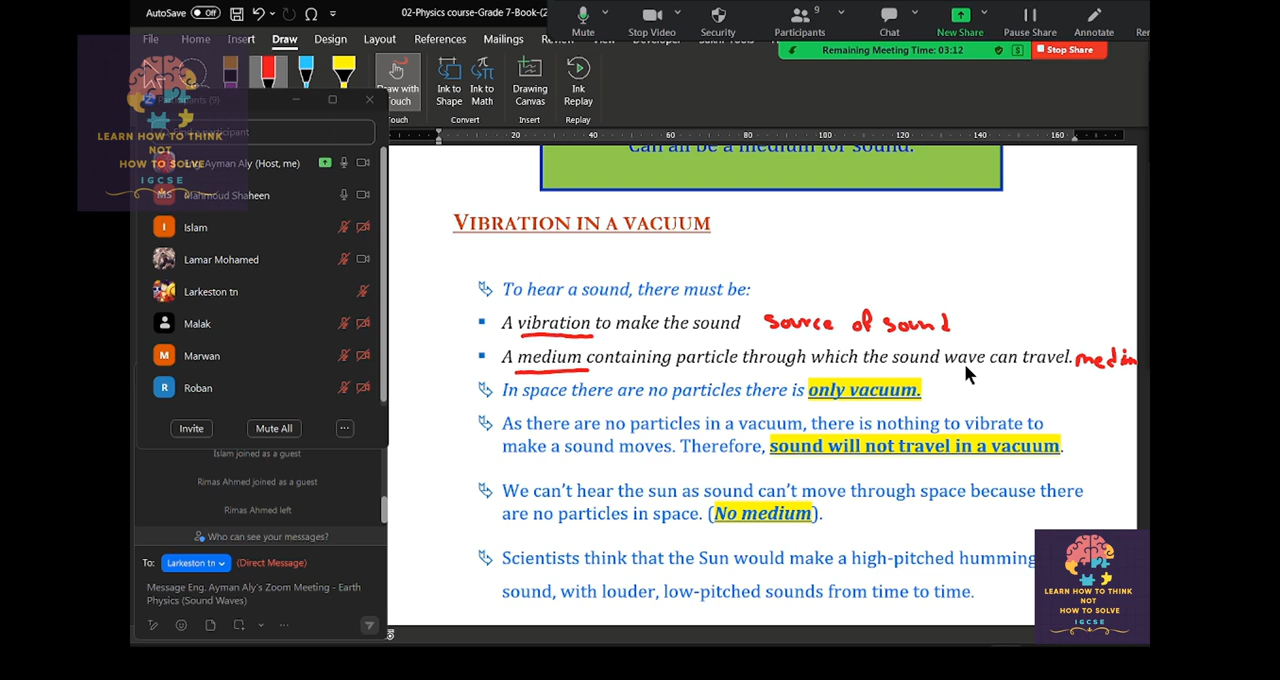 AutoSave Off
02-Physics course-Grade 7-Book-(2
Mute
Stop Video
Security
Participants
9
Chat
New Share
Pause Share
Annotate
Remaining Meeting Time: 03:12
Stop Share
File Home Insert Draw Design Layout References Mailings
Draw with Touch
Ink to Shape
Ink to Math
Drawing Canvas
Ink Replay
Convert
Insert
Replay
LEARN HOW TO THINK
NOT
HOW TO SOLVE
IGCSE
Eng. Ayman Aly (Host, me)
Mahmoud Shaheen
I Islam
Lamar Mohamed
Larkeston tn
Malak
M Marwan
R Roban
Invite
Mute All
Islam joined as a guest
Rimas Ahmed joined as a guest
Rimas Ahmed left
Who can see your messages?
To: Larkeston tn (Direct Message)
Message Eng. Ayman Aly's Zoom Meeting - Earth
Physics (Sound Waves)
20 40 60 80 100 120 140 160
Can all be a medium for sound.
VIBRATION IN A VACUUM
To hear a sound, there must be:
A vibration to make the sound source of sound
A medium containing particle through which the sound wave can travel.
In space there are no particles there is only vacuum.
As there are no particles in a vacuum, there is nothing to vibrate to
make a sound moves. Therefore, sound will not travel in a vacuum.
We can't hear the sun as sound can't move through space because there
are no particles in space. (No medium).
Scientists think that the Sun would make a high-pitched humming
sound, with louder, low-pitched sounds from time to time.
LEARN HOW TO THINK
NOT
HOW TO SOLVE
IGCSE